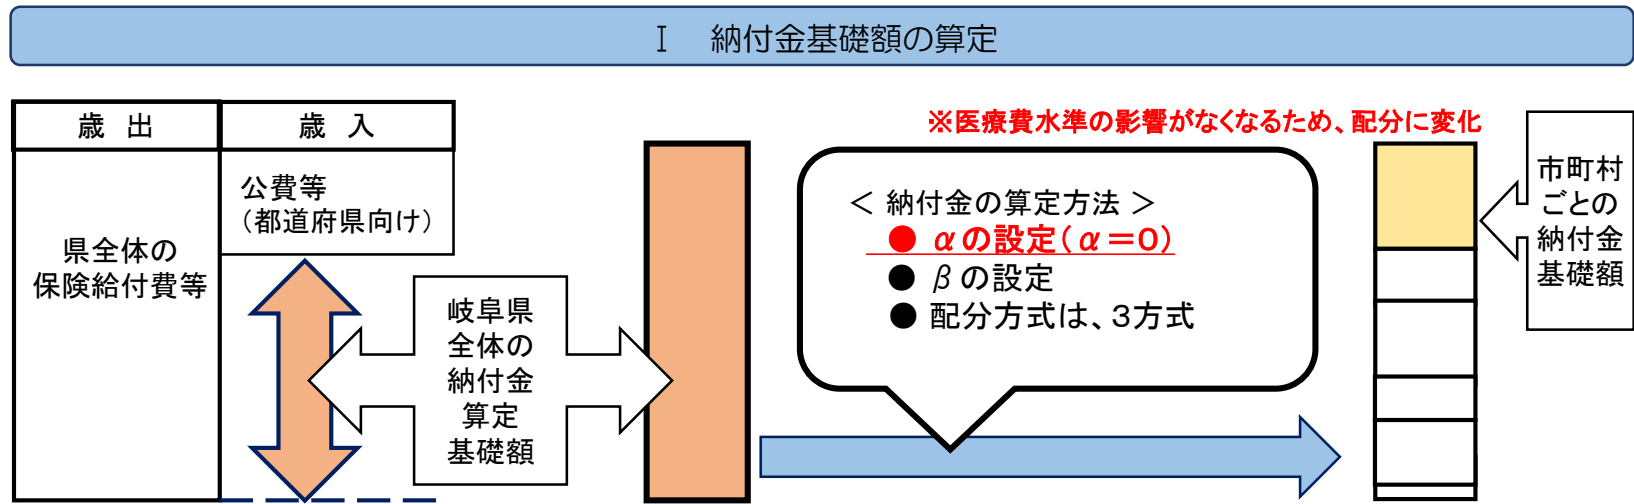 Ⅰ　納付金基礎額の算定
歳　出
歳　入
県全体の
保険給付費等
公費等
（都道府県向け）
岐阜県
全体の
納付金
算定
基礎額
※医療費水準の影響がなくなるため、配分に変化
＜ 納付金の算定方法 ＞
● αの設定（α＝０）
● βの設定
● 配分方式は、３方式
市町村
ごとの
納付金
基礎額